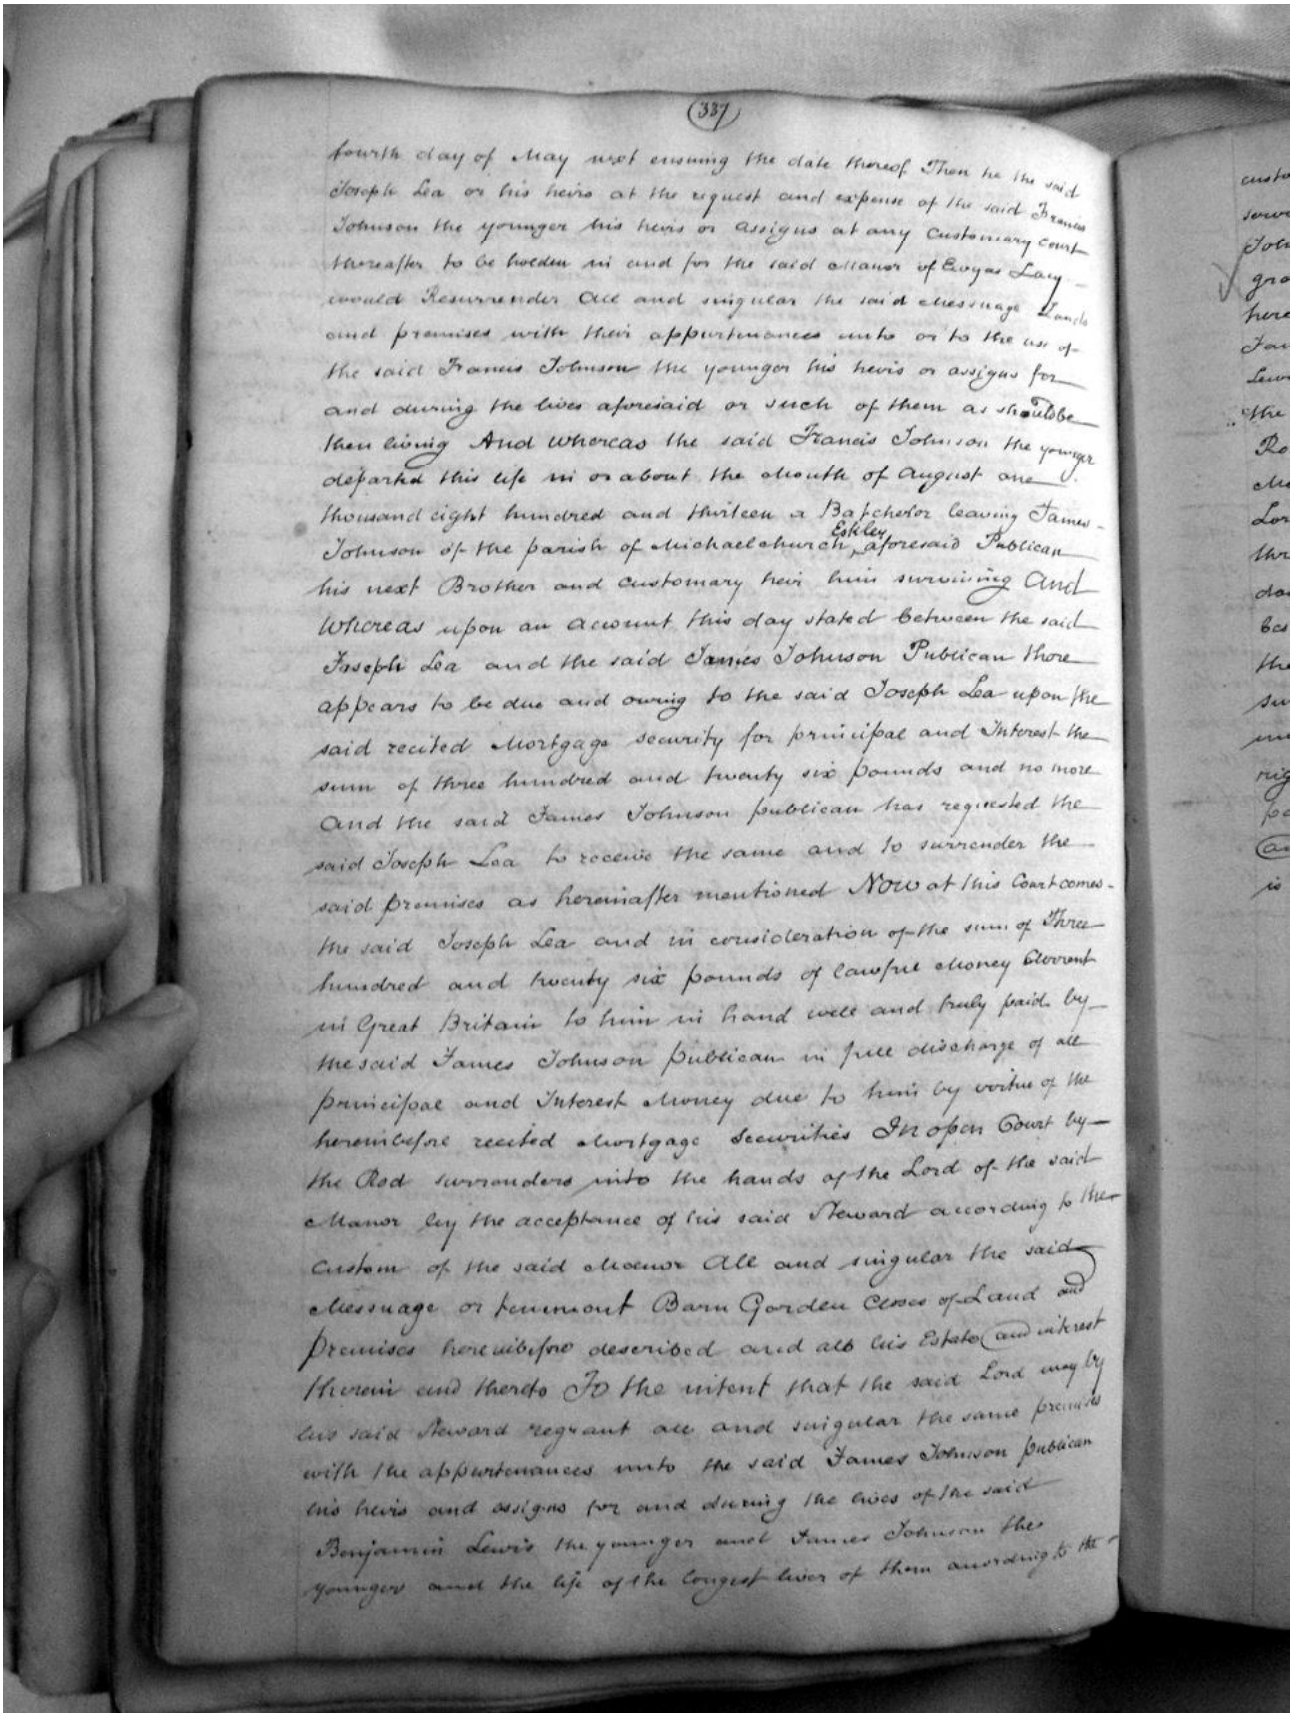 (337)
fourth day of May next ensuing the date thereof Then he the said
Joseph Lea or his heirs at the request and expense of the said Francis
Johnson the younger his heirs or assigns at any Customary Court
thereafter to be holden in and for the said Manor of Ewyas Lacy
would Resurrender All and singular the said Messuage Lands
and premises with their appurtenances unto or to the use of
the said Francis Johnson the younger his heirs or assigns for
and during the lives aforesaid or such of them as should be
then living And Whereas the said Francis Johnson the younger
departed this life in or about the Month of August one
thousand eight hundred and thirteen a Batchelor leaving James
Johnson of the parish of Michaelchurch Eskley aforesaid Publican
his next Brother and customary heir him surviving And
Whereas upon an account this day stated between the said
Joseph Lea and the said James Johnson Publican there
appears to be due and owing to the said Joseph Lea upon the
said recited Mortgage security for principal and Interest the
sum of three hundred and twenty six pounds and no more
And the said James Johnson publican has requested the
said Joseph Lea to receive the same and to surrender the
said premises as hereinafter mentioned Now at this Court comes
the said Joseph Lea and in consideration of the sum of Three
hundred and twenty six pounds of lawful Money Current
in Great Britain to him in hand well and truly paid by
the said James Johnson publican in full discharge of all
principal and Interest Money due to him by virtue of the
hereinbefore recited Mortgage Securities In open Court by
the Rod surrenders into the hands of the Lord of the said
Manor by the acceptance of his said Steward according to the
Custom of the said Manor All and singular the said
Messuage or tenement Barn Garden Closes of Land and
premises hereinbefore described and all his Estate (and interest
therein and thereto To the intent that the said Lord may by
his said Steward regrant all and singular the same premises
with the appurtenances unto the said James Johnson publican
his heirs and assigns for and during the lives of the said
Benjamin Lewis the younger and James Johnson the
younger and the life of the longest liver of them according to the
custo
John
gra
here
the
Ro
Lor
the
rig
is